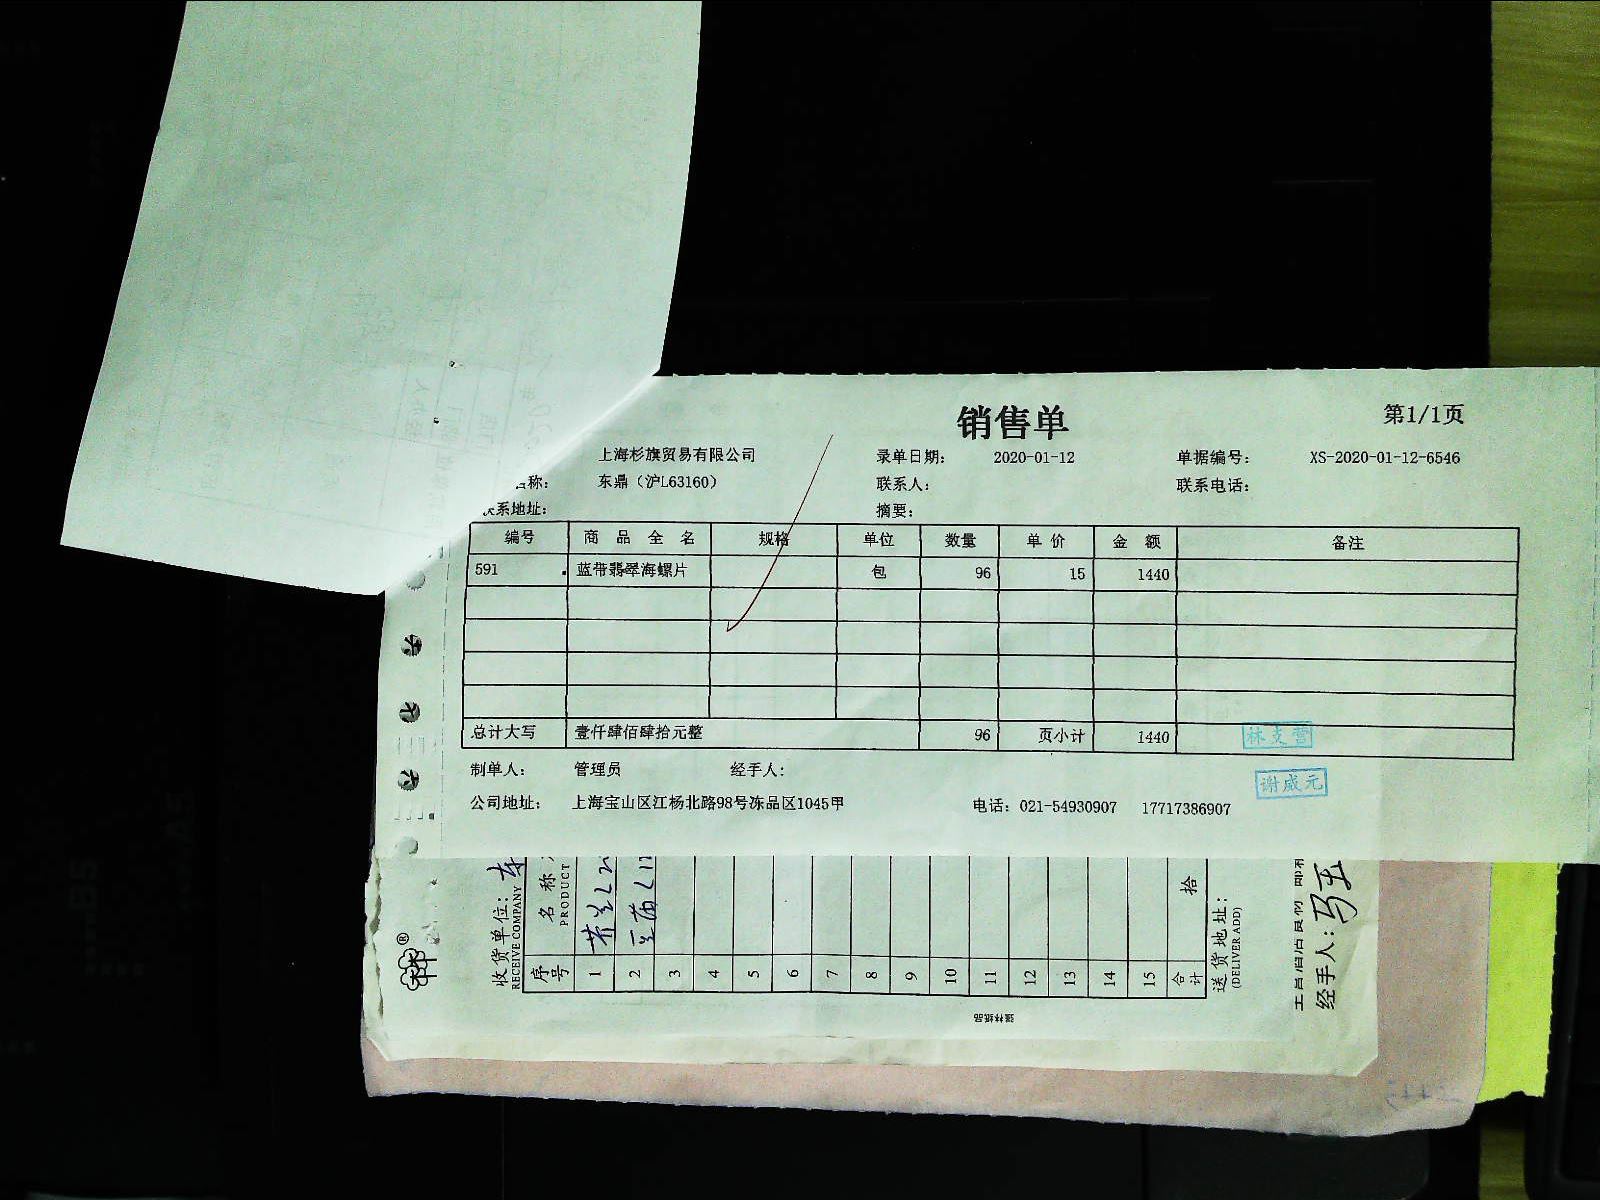 销售单 第1/1页
上海杉旗贸易有限公司 录单日期: 2020-01-12 单据编号: XS-2020-01-12-6546
名称: 东鼎（沪L63160） 联系人: 联系电话:
联系地址: 摘要:
编号 商品全名 规格 单位 数量 单价 金额 备注
591 蓝带翡翠海螺片 包 96 15 1440
总计大写 壹仟肆佰肆拾元整 96 页小计 1440
林支营
制单人: 管理员 经手人:
谢成元
公司地址: 上海宝山区江杨北路98号冻品区1045甲 电话: 021-54930907 17717386907
收货单位:
RECEIVE COMPANY
序号 名称
PRODUCT
1
2
3
4
5
6
7
8
9
10
11
12
13
14
15
合计 拾
送货地址:
(DELIVER ADD)
经手人:
强林纸品